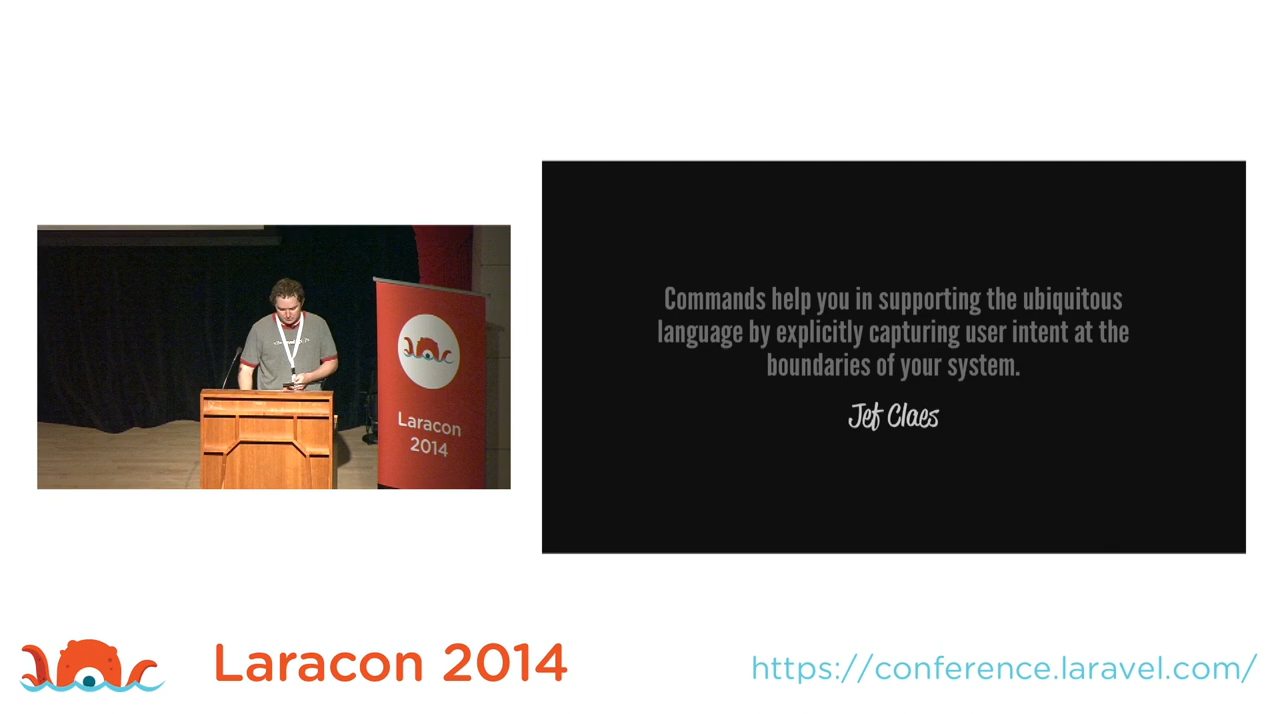 Commands help you in supporting the ubiquitous
language by explicitly capturing user intent at the
boundaries of your system.
Jef Claes
Laracon
2014
Laracon 2014
https://conference.laravel.com/